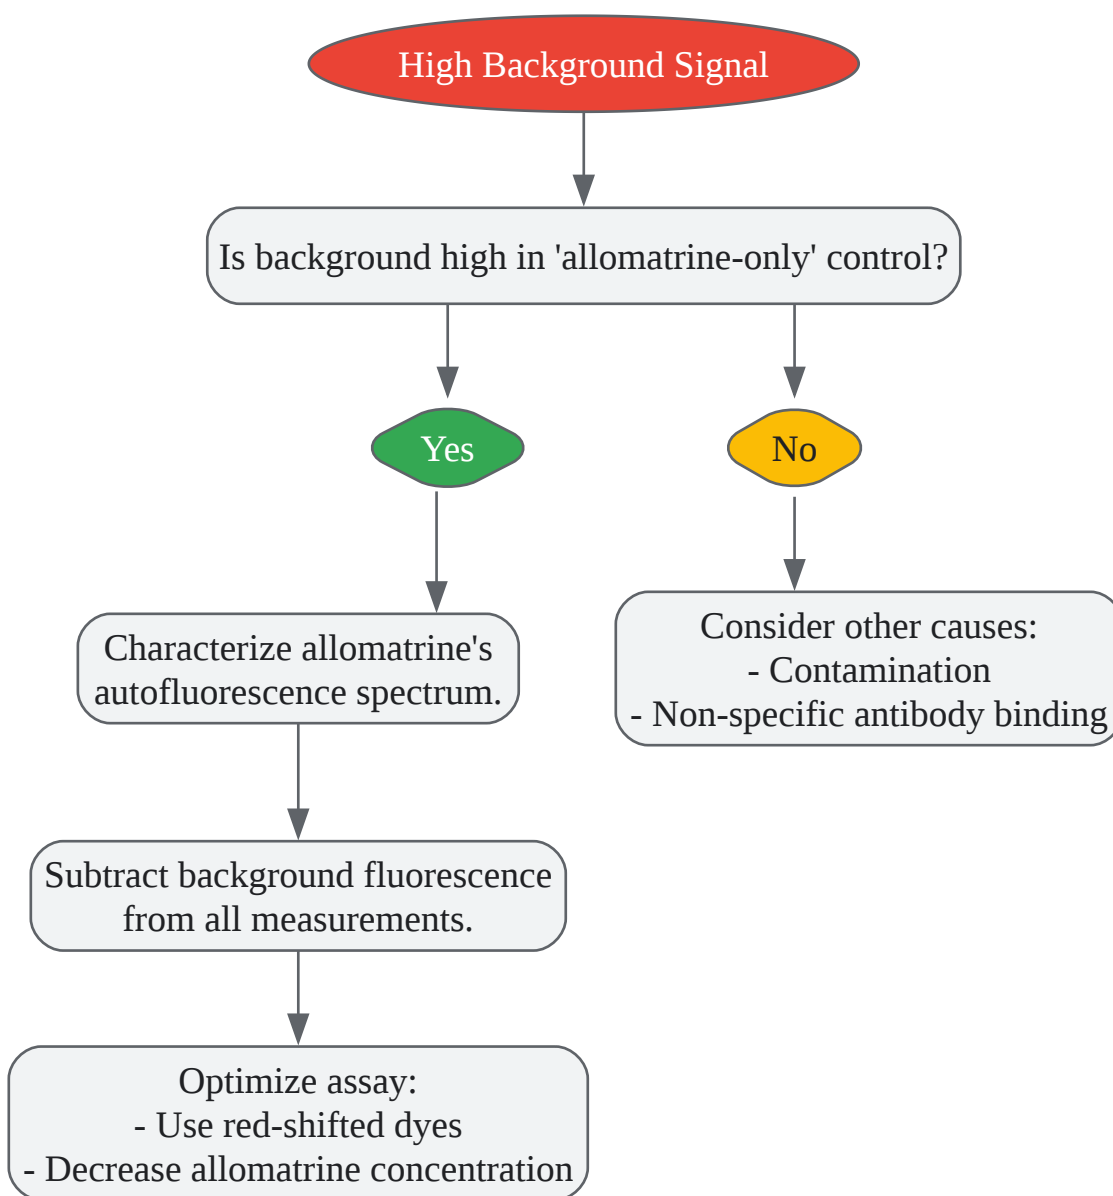 High Background Signal
Is background high in 'allomatrine-only' control?
Yes
No
Characterize allomatrine's
autofluorescence spectrum.
Consider other causes:
- Contamination
- Non-specific antibody binding
Subtract background fluorescence
from all measurements.
Optimize assay:
- Use red-shifted dyes
- Decrease allomatrine concentration